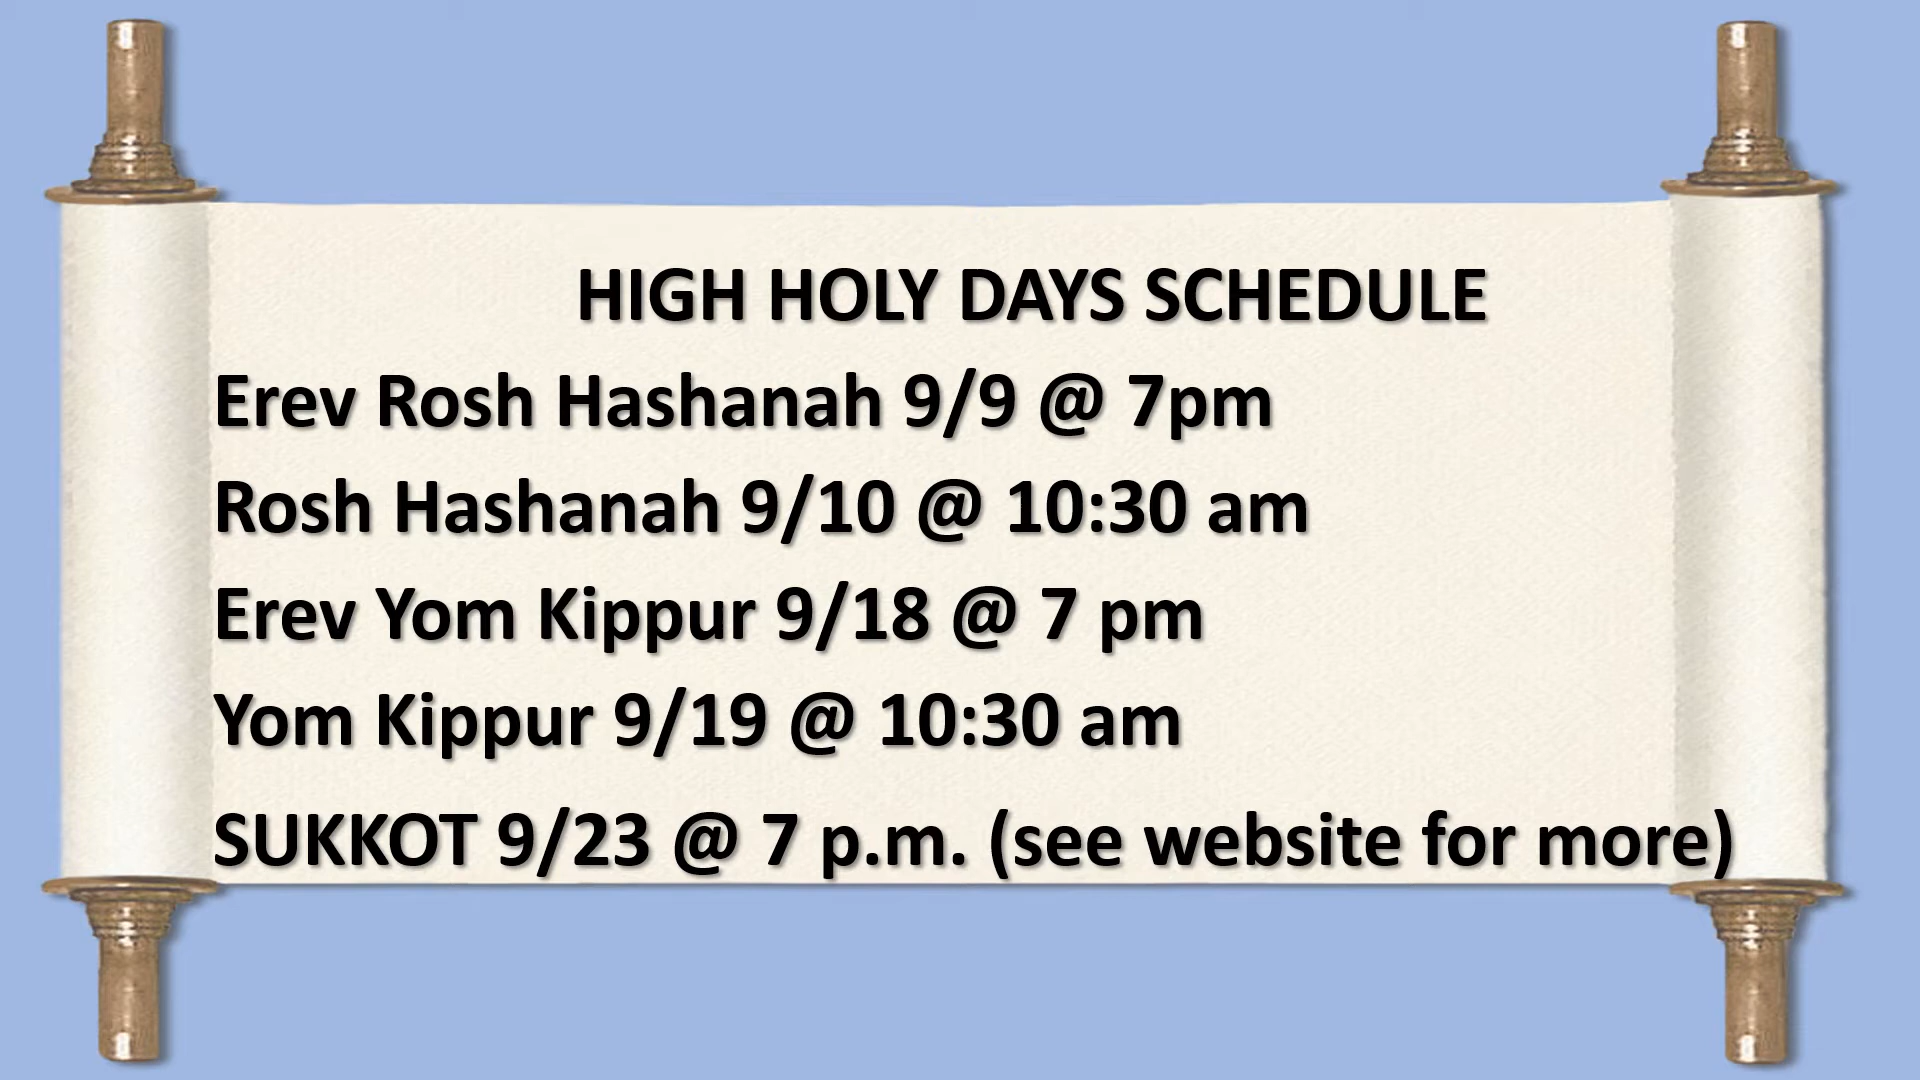 HIGH HOLY DAYS SCHEDULE
Erev Rosh Hashanah 9/9 @ 7pm
Rosh Hashanah 9/10 @ 10:30 am
Erev Yom Kippur 9/18 @ 7 pm
Yom Kippur 9/19 @ 10:30 am
SUKKOT 9/23 @ 7 p.m. (see website for more)